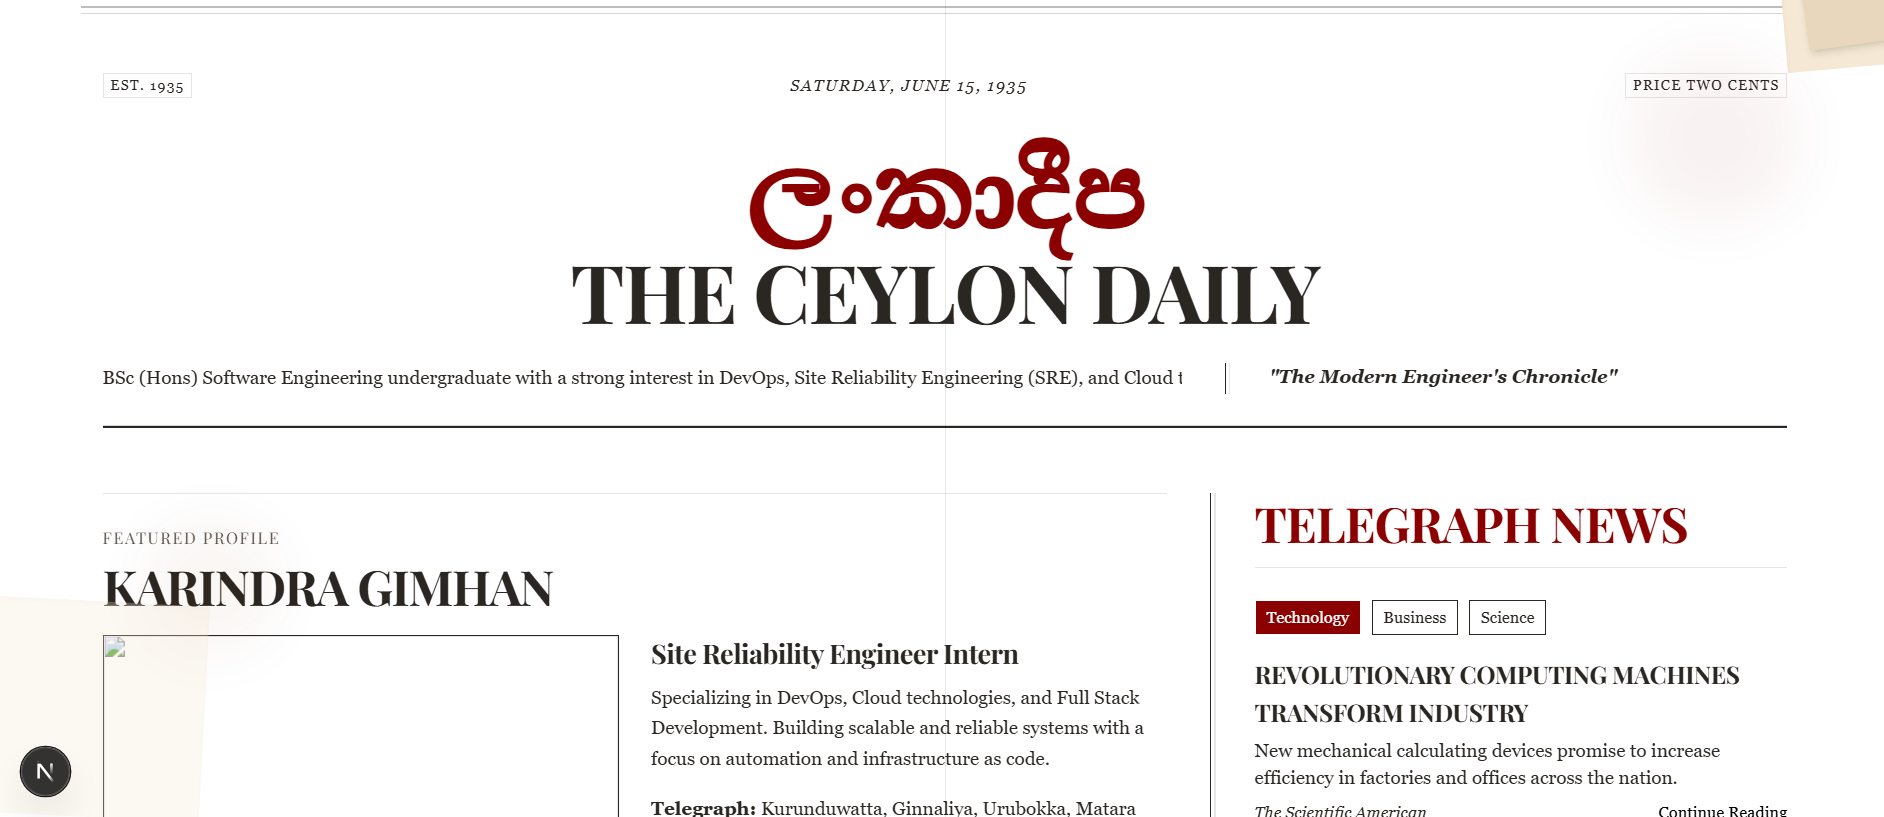 EST. 1935
SATURDAY, JUNE 15, 1935
PRICE TWO CENTS
ලංකාදීප
THE CEYLON DAILY
BSc (Hons) Software Engineering undergraduate with a strong interest in DevOps, Site Reliability Engineering (SRE), and Cloud t
"The Modern Engineer's Chronicle"
FEATURED PROFILE
KARINDRA GIMHAN
Site Reliability Engineer Intern
Specializing in DevOps, Cloud technologies, and Full Stack
Development. Building scalable and reliable systems with a
focus on automation and infrastructure as code.
Telegraph: Kurunduwatta, Ginnaliya, Urubokka, Matara
TELEGRAPH NEWS
Technology
Business
Science
REVOLUTIONARY COMPUTING MACHINES
TRANSFORM INDUSTRY
New mechanical calculating devices promise to increase
efficiency in factories and offices across the nation.
The Scientific American
Continue Reading
N